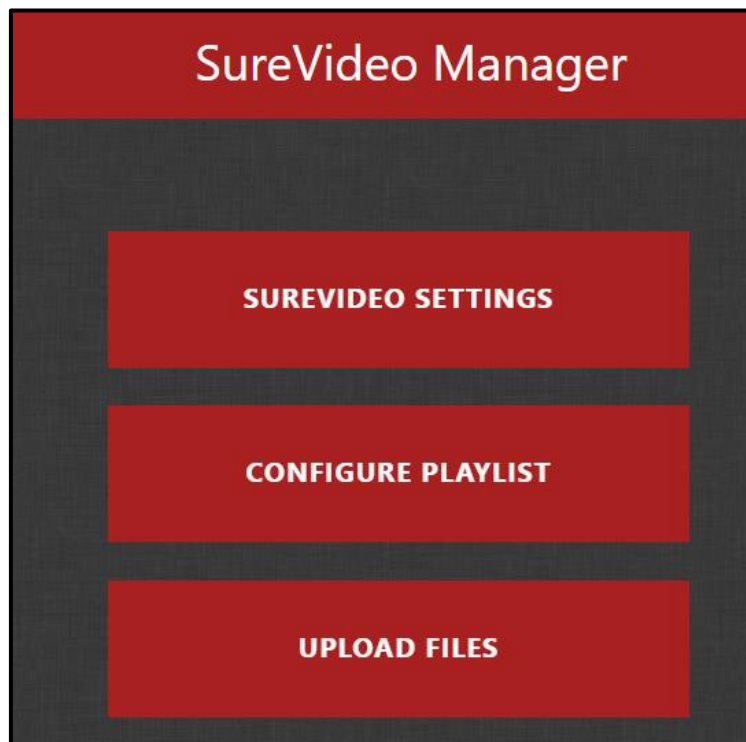 SureVideo Manager
SUREVIDEO SETTINGS
CONFIGURE PLAYLIST
UPLOAD FILES